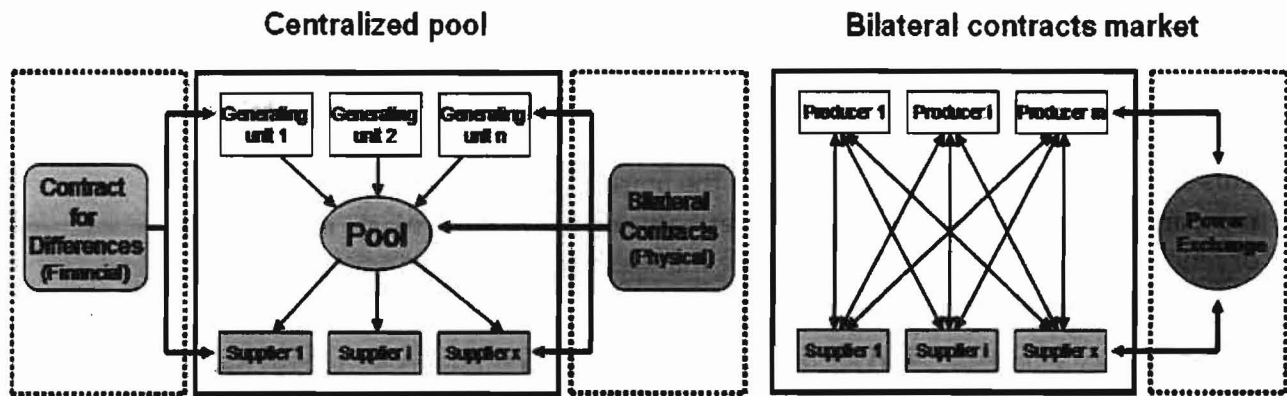 Centralized pool
Bilateral contracts market
Generating
unit 1
Generating
unit 2
Generating
unit n
Contract
for
Differences
(Financial)
Pool
Bilateral
Contracts
(Physical)
Supplier 1
Supplier i
Supplier x
Producer 1
Producer i
Producer m
Power
Exchange
Supplier 1
Supplier i
Supplier x